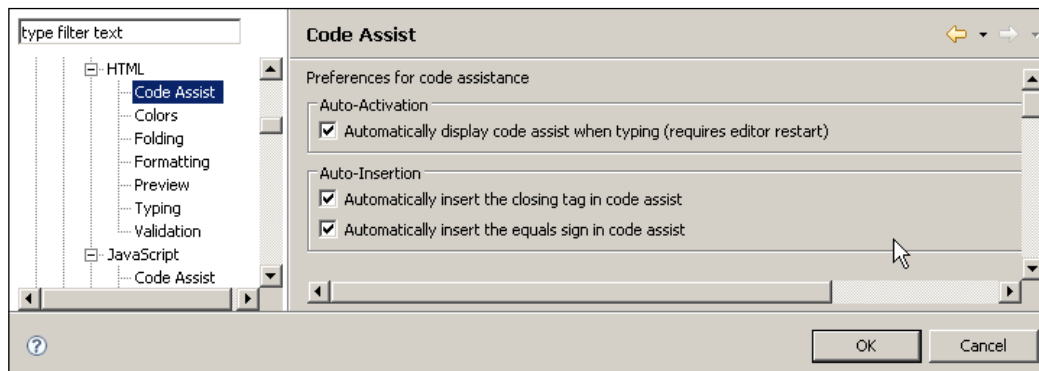 type filter text
HTML
Code Assist
Colors
Folding
Formatting
Preview
Typing
Validation
JavaScript
Code Assist
Code Assist
Preferences for code assistance
Auto-Activation
Automatically display code assist when typing (requires editor restart)
Auto-Insertion
Automatically insert the closing tag in code assist
Automatically insert the equals sign in code assist
?
OK
Cancel